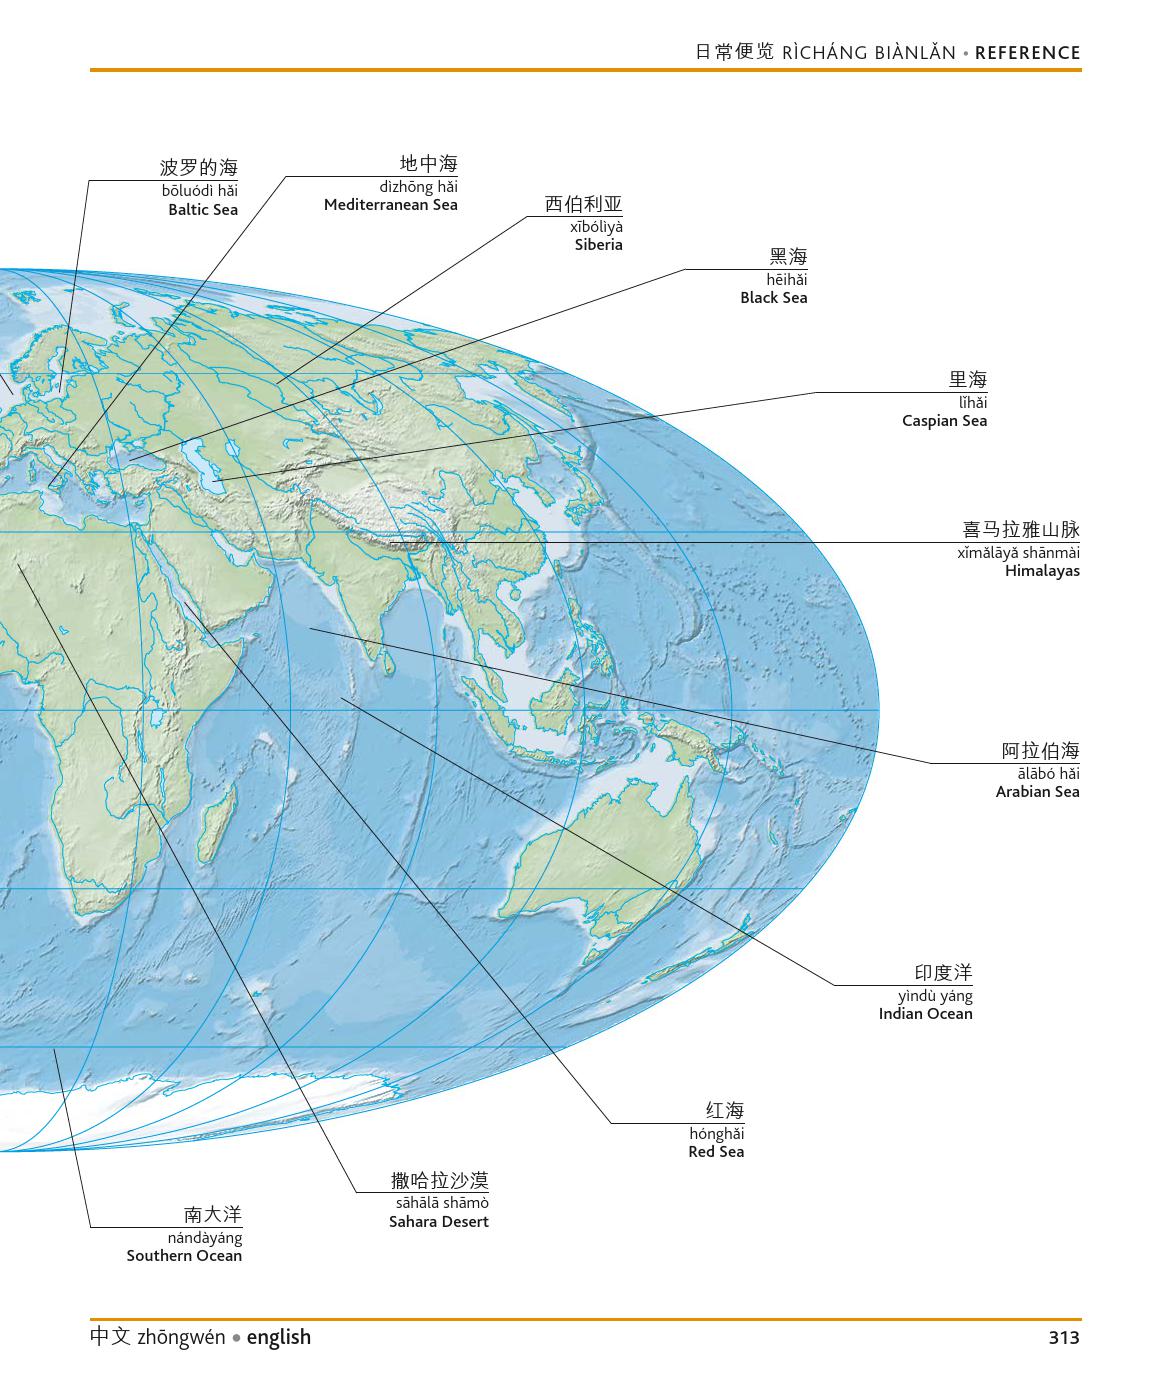 日常便览 RÌCHÁNG BIÀNLǍN • REFERENCE
波罗的海
bōluódì hǎi
Baltic Sea
地中海
dìzhōng hǎi
Mediterranean Sea
西伯利亚
xībólìyà
Siberia
黑海
hēihǎi
Black Sea
里海
lǐhǎi
Caspian Sea
喜马拉雅山脉
xǐmǎlāyǎ shānmài
Himalayas
阿拉伯海
ālābó hǎi
Arabian Sea
印度洋
yìndù yáng
Indian Ocean
红海
hónghǎi
Red Sea
撒哈拉沙漠
sāhālā shāmò
Sahara Desert
南大洋
nándàyáng
Southern Ocean
中文 zhōngwén • english
313